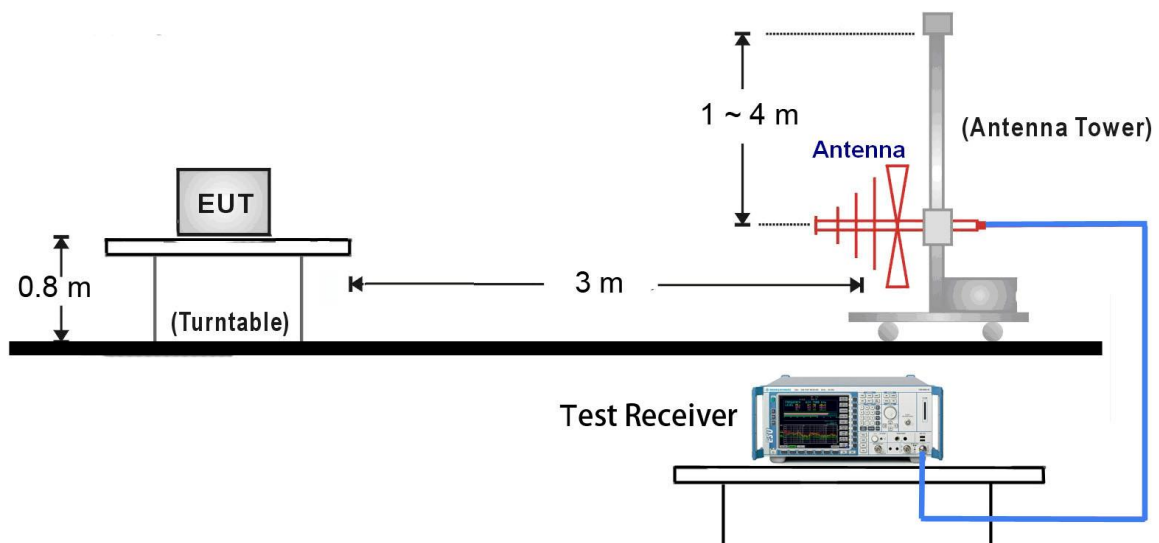 1 ~ 4 m
(Antenna Tower)
Antenna
EUT
0.8 m
3 m
(Turntable)
Test Receiver